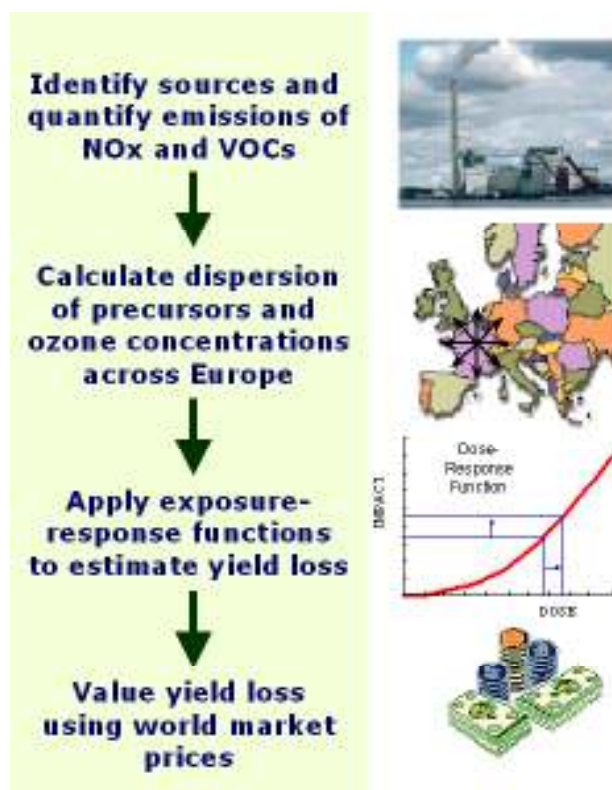 Identify sources and
quantify emissions of
NOx and VOCs
Calculate dispersion
of precursors and
ozone concentrations
across Europe
Apply exposure-
response functions
to estimate yield loss
Value yield loss
using world market
prices
Dose-
Response
Function
IMPACT
DOSE